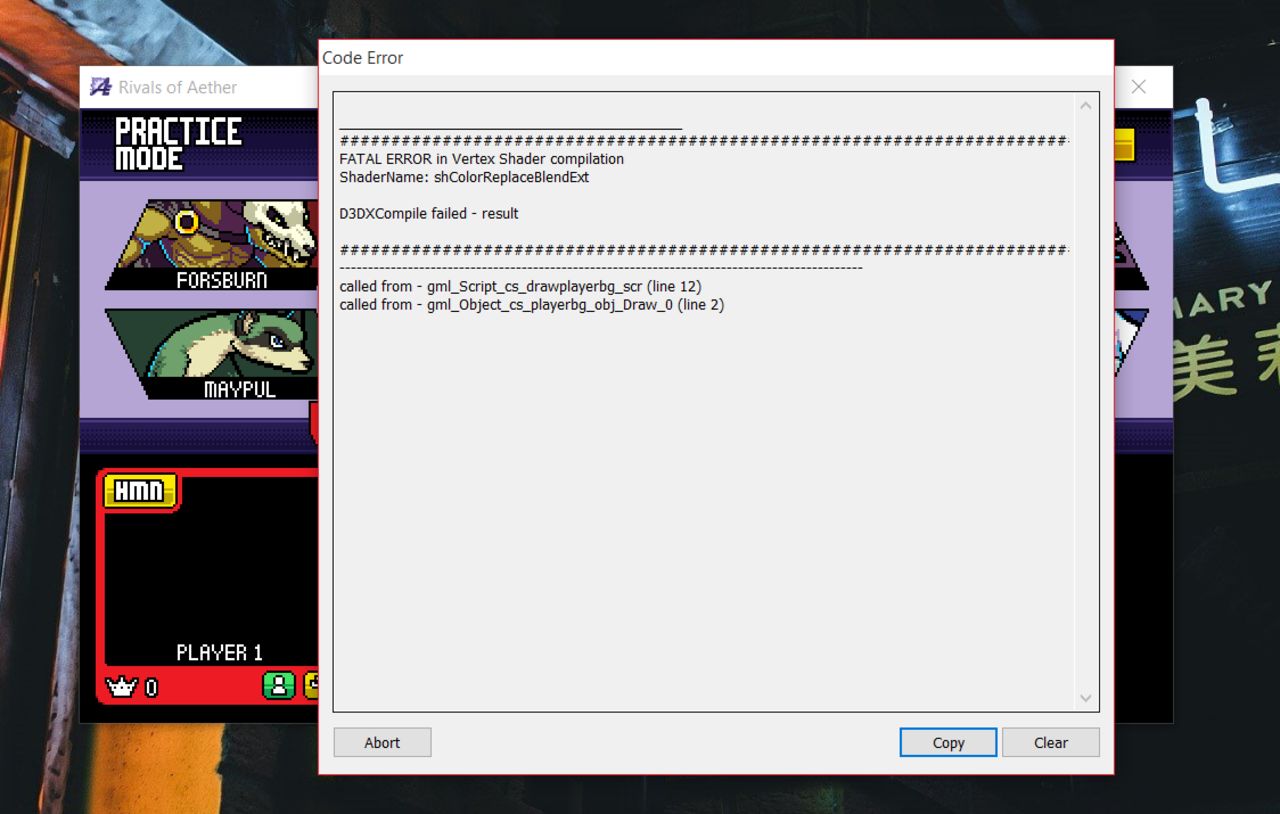 Code Error
Rivals of Aether
PRACTICE
MODE
FORSBURN
MAYPUL
HMN
PLAYER 1
0
________________________________________________
######################################################################
FATAL ERROR in Vertex Shader compilation
ShaderName: shColorReplaceBlendExt
D3DXCompile failed - result
######################################################################
--------------------------------------------------------------------------------------------
called from - gml_Script_cs_drawplayerbg_scr (line 12)
called from - gml_Object_cs_playerbg_obj_Draw_0 (line 2)
Abort
Copy
Clear
MARY
美